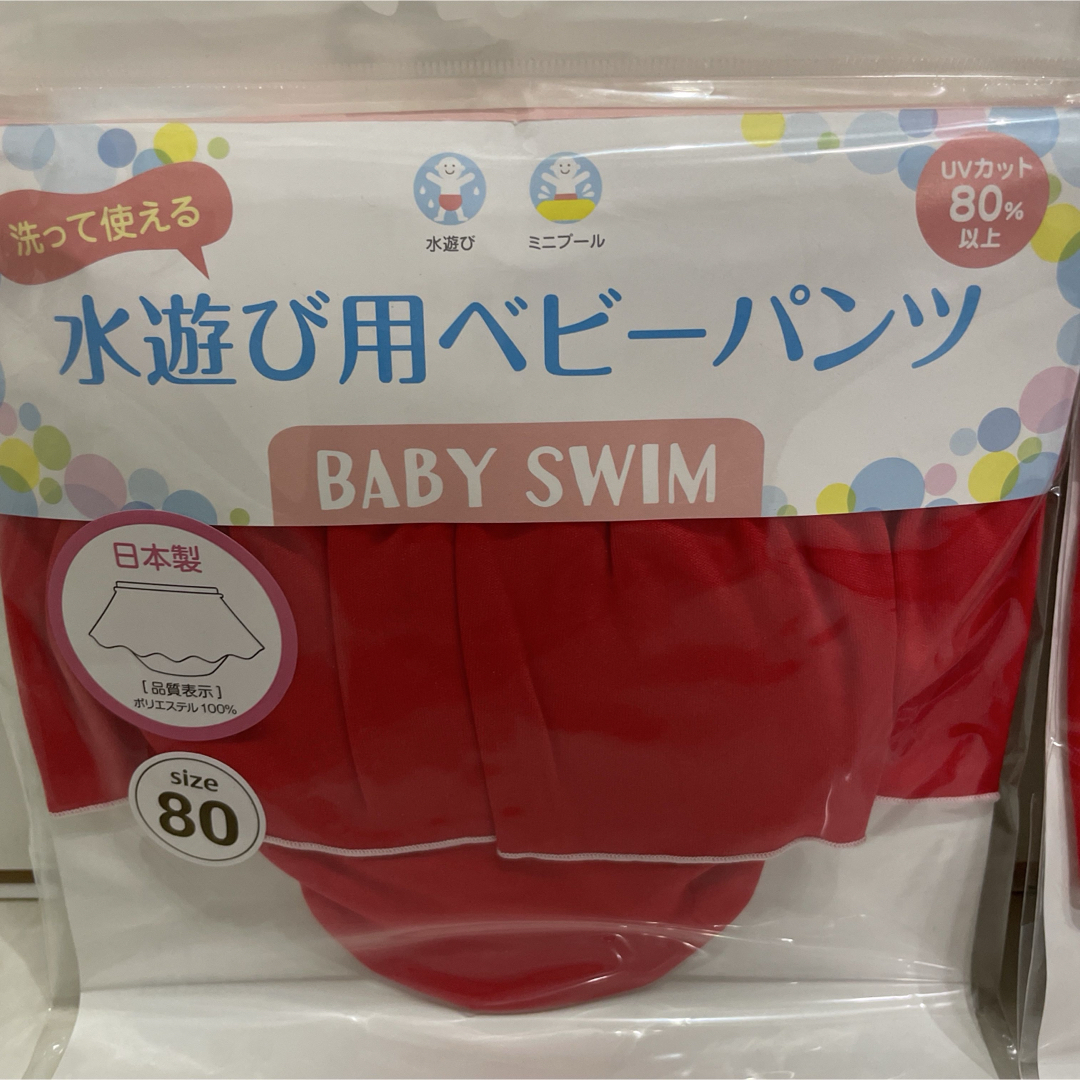 洗って使える
水遊び
ミニプール
UVカット
80%
以上
水遊び用ベビーパンツ
BABY SWIM
日本製
[品質表示]
ポリエステル100%
size
80